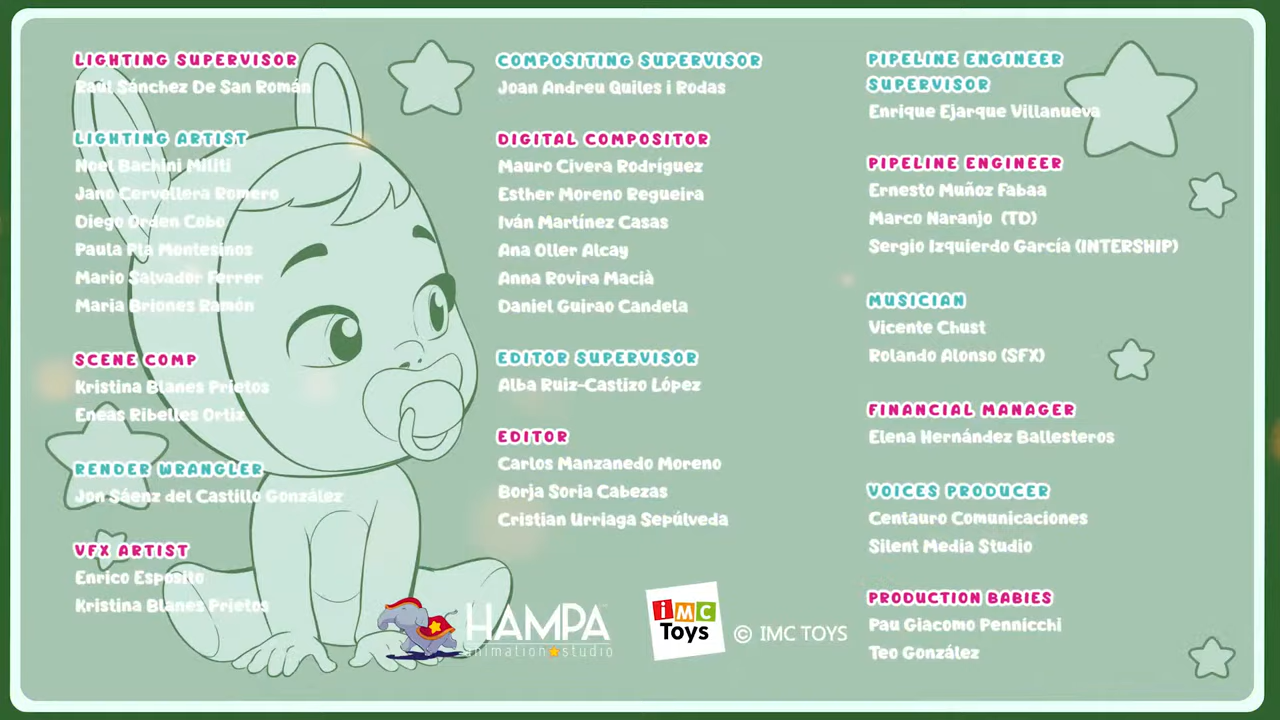 LIGHTING SUPERVISOR
Raúl Sánchez De San Román
LIGHTING ARTIST
Noel Bachini Militi
Jano Cervellera Romero
Diego Orden Cobo
Paula Pla Montesinos
Mario Salvador Ferrer
Maria Briones Ramón
SCENE COMP
Kristina Blanes Prietos
Eneas Ribelles Ortiz
RENDER WRANGLER
Jon Sáenz del Castillo González
VFX ARTIST
Enrico Esposito
Kristina Blanes Prietos
COMPOSITING SUPERVISOR
Joan Andreu Quiles i Rodas
DIGITAL COMPOSITOR
Mauro Civera Rodríguez
Esther Moreno Regueira
Iván Martínez Casas
Ana Oller Alcay
Anna Rovira Macià
Daniel Guirao Candela
EDITOR SUPERVISOR
Alba Ruiz-Castizo López
EDITOR
Carlos Manzanedo Moreno
Borja Soria Cabezas
Cristian Urriaga Sepúlveda
HAMPA
animation studio
iMC
Toys
© IMC TOYS
PIPELINE ENGINEER
SUPERVISOR
Enrique Ejarque Villanueva
PIPELINE ENGINEER
Ernesto Muñoz Fabaa
Marco Naranjo (TD)
Sergio Izquierdo García (INTERSHIP)
MUSICIAN
Vicente Chust
Rolando Alonso (SFX)
FINANCIAL MANAGER
Elena Hernández Ballesteros
VOICES PRODUCER
Centauro Comunicaciones
Silent Media Studio
PRODUCTION BABIES
Pau Giacomo Pennicchi
Teo González